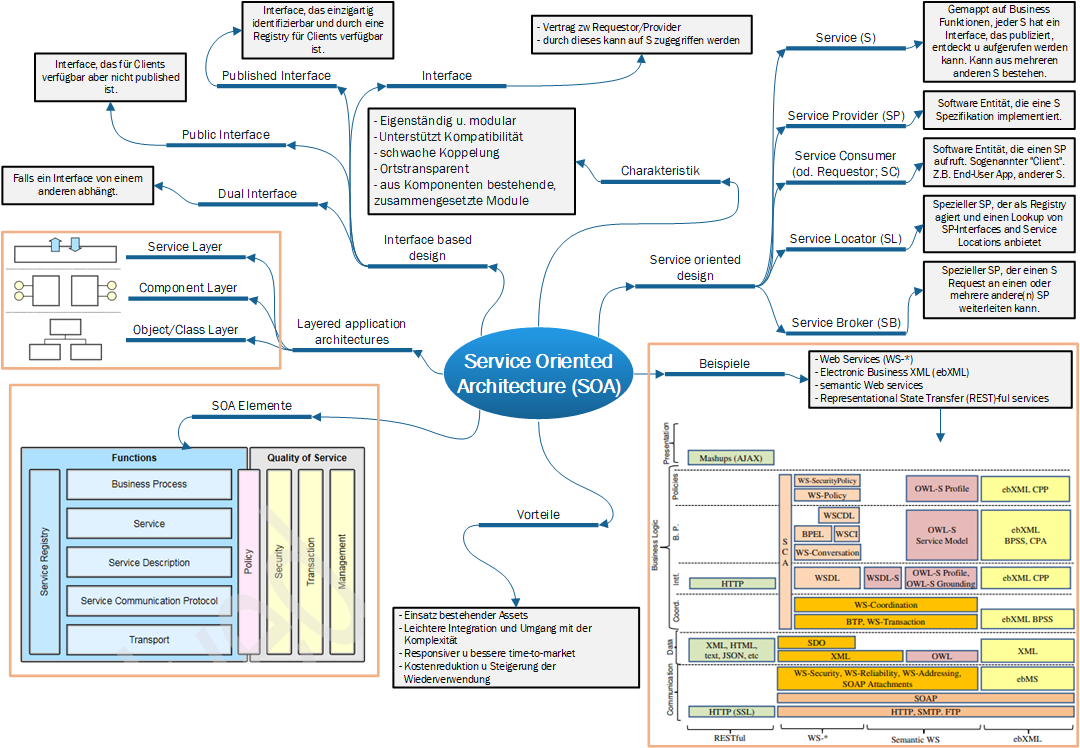 Service Oriented
Architecture (SOA)
Interface, das einzigartig
identifizierbar und durch eine
Registry für Clients verfügbar
ist.
Published Interface
Interface
- Vertrag zw Requestor/Provider
- durch dieses kann auf S zugegriffen werden
Interface, das für Clients
verfügbar aber nicht published
ist.
Public Interface
Falls ein Interface von einem
anderen abhängt.
Dual Interface
Interface based
design
- Eigenständig u. modular
- Unterstützt Kompatibilität
- schwache Koppelung
- Ortstransparent
- aus Komponenten bestehende,
zusammengesetzte Module
Charakteristik
Service oriented
design
Service (S)
Gemappt auf Business
Funktionen, jeder S hat ein
Interface, das publiziert,
entdeckt u aufgerufen werden
kann. Kann aus mehreren
anderen S bestehen.
Service Provider (SP)
Software Entität, die eine S
Spezifikation implementiert.
Service Consumer
(od. Requestor; SC)
Software Entität, die einen SP
aufruft. Sogenannter "Client".
Z.B. End-User App, anderer S.
Service Locator (SL)
Spezieller SP, der als Registry
agiert und einen Lookup von
SP-Interfaces and Service
Locations anbietet
Service Broker (SB)
Spezieller SP, der einen S
Request an einen oder
mehrere andere(n) SP
weiterleiten kann.
Service Layer
Component Layer
Object/Class Layer
Layered application
architectures
SOA Elemente
Functions
Quality of Service
Service Registry
Business Process
Service
Service Description
Service Communication Protocol
Transport
Policy
Security
Transaction
Management
Vorteile
- Einsatz bestehender Assets
- Leichtere Integration und Umgang mit der
Komplexität
- Responsiver u bessere time-to-market
- Kostenreduktion u Steigerung der
Wiederverwendung
Beispiele
- Web Services (WS-*)
- Electronic Business XML (ebXML)
- semantic Web services
- Representational State Transfer (REST)-ful services
Presentation
Mashups (AJAX)
Business Logic
Policies
SCA
WS-SecurityPolicy
WS-Policy
OWL-S Profile
ebXML CPP
B. P.
WSCDL
BPEL
WSCI
WS-Conversation
OWL-S
Service Model
ebXML
BPSS, CPA
Int.
HTTP
WSDL
WSDL-S
OWL-S Profile,
OWL-S Grounding
ebXML CPP
Coord.
WS-Coordination
BTP, WS-Transaction
ebXML BPSS
Data
XML, HTML,
text, JSON, etc
SDO
XML
OWL
XML
Communication
WS-Security, WS-Reliability, WS-Addressing,
SOAP Attachments
ebMS
SOAP
HTTP (SSL)
HTTP, SMTP, FTP
RESTful
WS-*
Semantic WS
ebXML